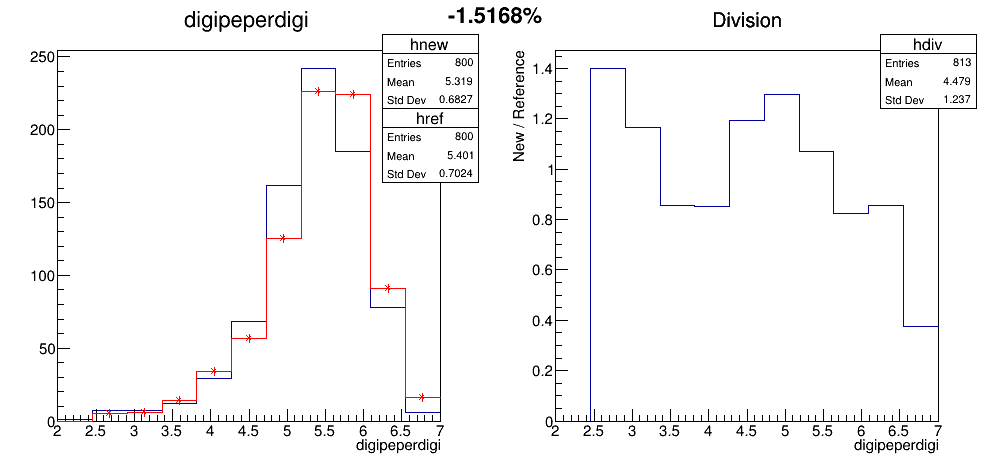 -1.5168%
digipeperdigi
hnew
Entries 800
Mean 5.319
Std Dev 0.6827
href
Entries 800
Mean 5.401
Std Dev 0.7024
250
200
150
100
50
0
2 2.5 3 3.5 4 4.5 5 5.5 6 6.5 7
digipeperdigi
Division
hdiv
Entries 813
Mean 4.479
Std Dev 1.237
New / Reference
1.4
1.2
1
0.8
0.6
0.4
0.2
0
2 2.5 3 3.5 4 4.5 5 5.5 6 6.5 7
digipeperdigi